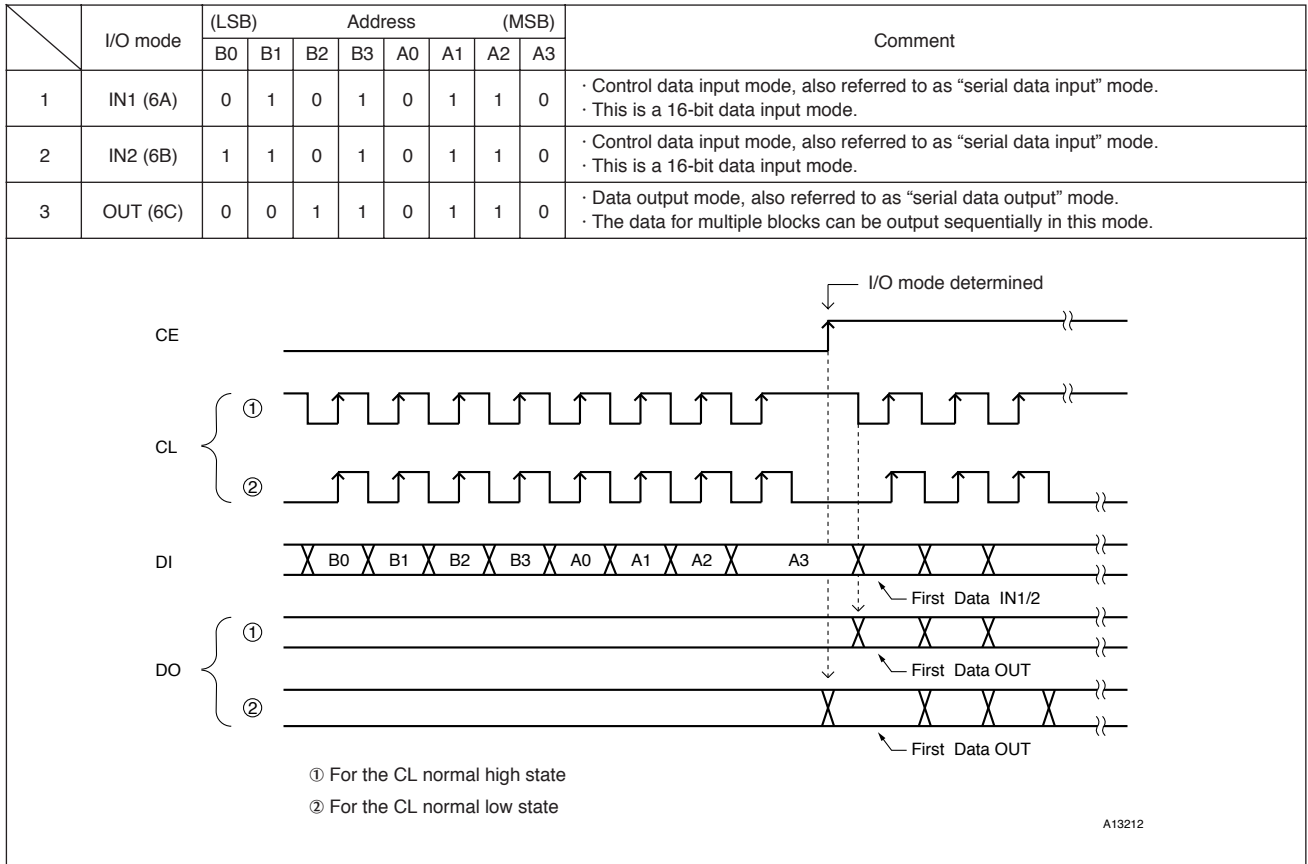 I/O mode
(LSB) Address (MSB)
Comment
B0 B1 B2 B3 A0 A1 A2 A3
1 IN1 (6A) 0 1 0 1 0 1 1 0
· Control data input mode, also referred to as “serial data input” mode.
· This is a 16-bit data input mode.
2 IN2 (6B) 1 1 0 1 0 1 1 0
· Control data input mode, also referred to as “serial data input” mode.
· This is a 16-bit data input mode.
3 OUT (6C) 0 0 1 1 0 1 1 0
· Data output mode, also referred to as “serial data output” mode.
· The data for multiple blocks can be output sequentially in this mode.
I/O mode determined
CE
①
CL
②
DI B0 B1 B2 B3 A0 A1 A2 A3
First Data IN1/2
①
First Data OUT
DO
②
First Data OUT
① For the CL normal high state
② For the CL normal low state
A13212